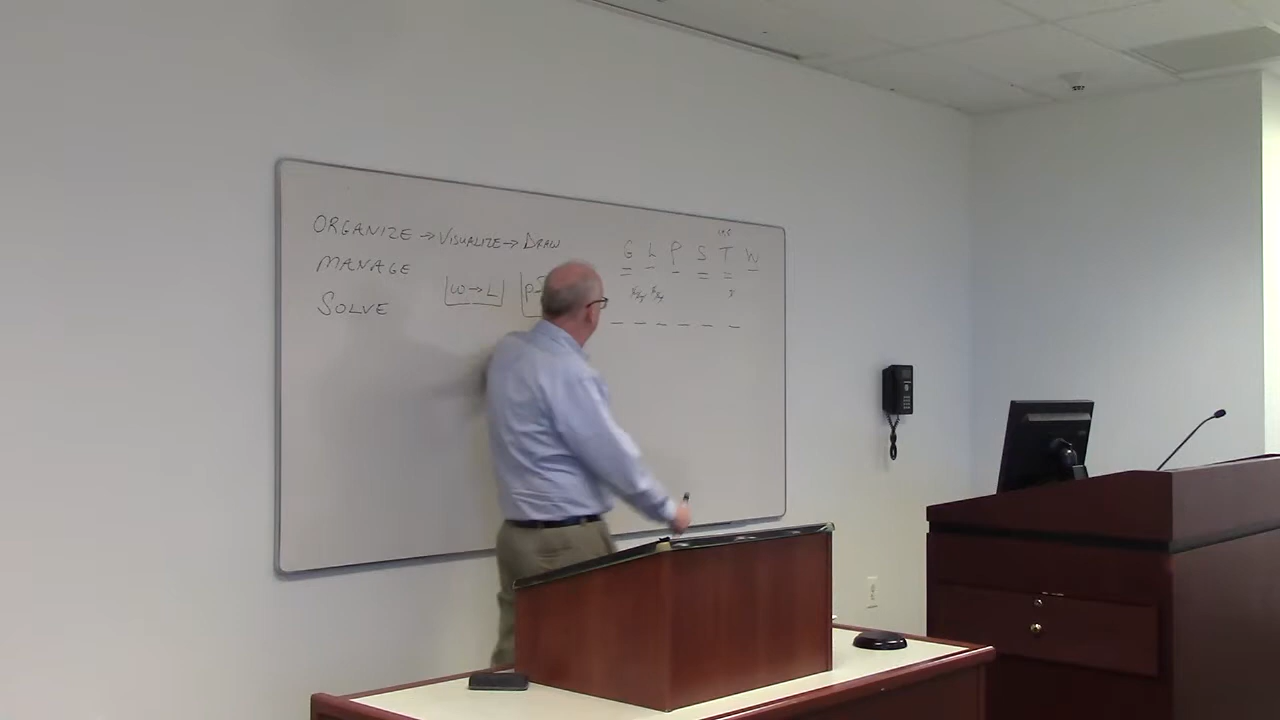 ORGANIZE → VISUALIZE → DRAW
MANAGE
SOLVE
W → L
G L P S T W